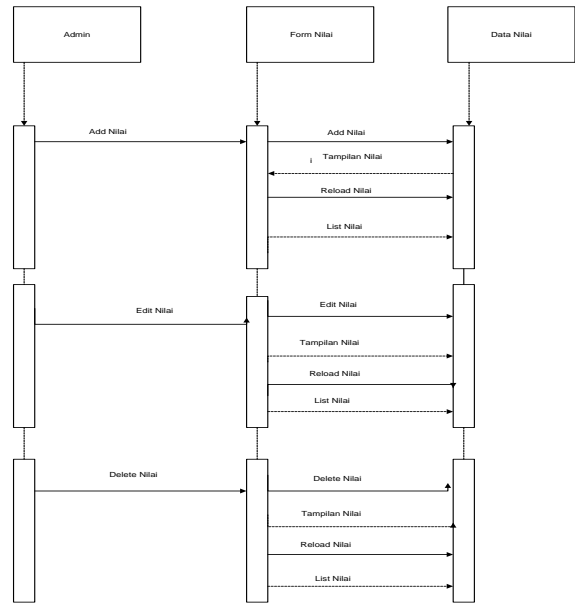 Admin
Form Nilai
Data Nilai
Add Nilai
Add Nilai
i
Tampilan Nilai
Reload Nilai
List Nilai
Edit Nilai
Edit Nilai
Tampilan Nilai
Reload Nilai
List Nilai
Delete Nilai
Delete Nilai
Tampilan Nilai
Reload Nilai
List Nilai